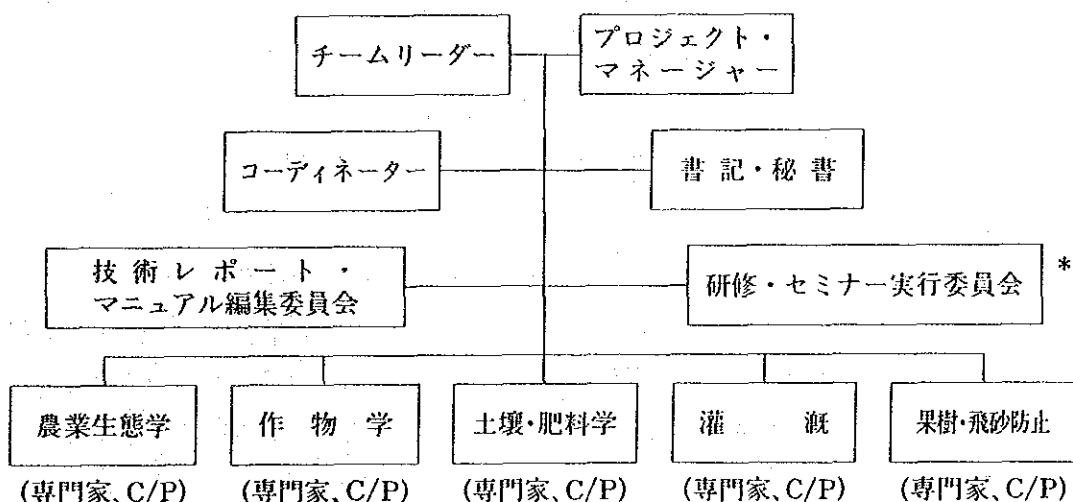 チームリーダー
プロジェクト・
マネージャー
コーディネーター
書記・秘書
技術レポート・
マニュアル編集委員会
研修・セミナー実行委員会 *
農業生態学
作物学
土壌・肥料学
灌漑
果樹・飛砂防止
(専門家、C/P)
(専門家、C/P)
(専門家、C/P)
(専門家、C/P)
(専門家、C/P)